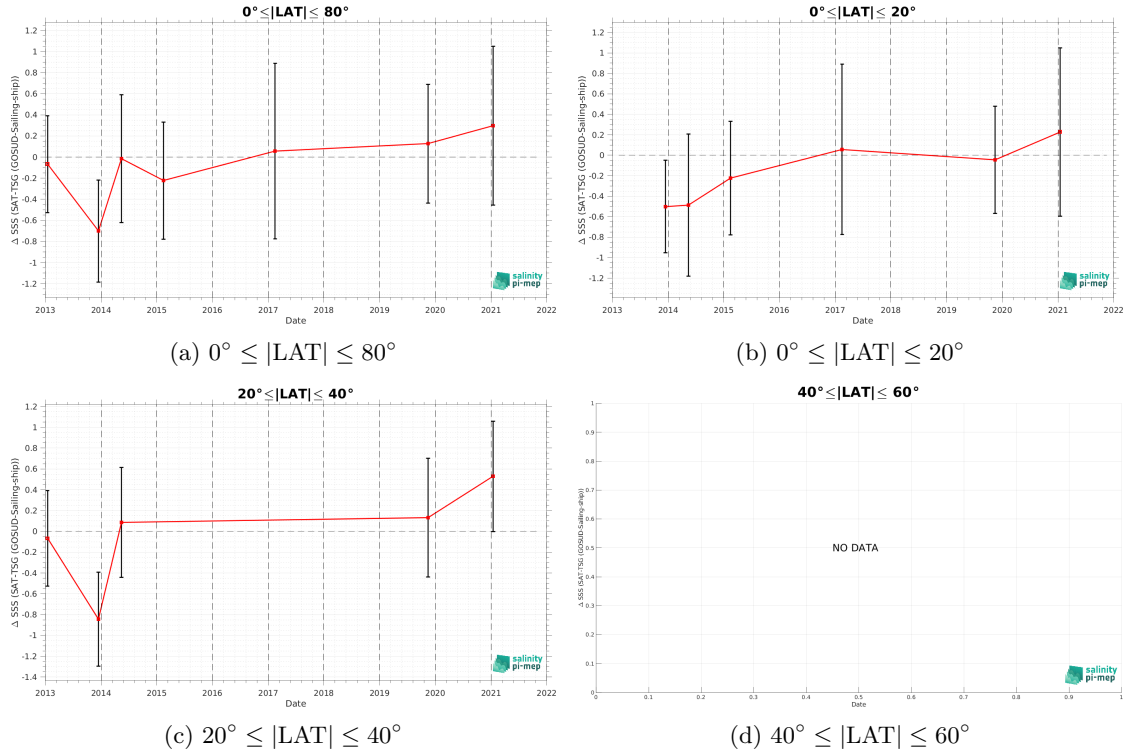 0°≤|LAT|≤ 80°
Δ SSS (SAT-TSG (GOSUD-Sailing-ship))
1.2
1
0.8
0.6
0.4
0.2
0
-0.2
-0.4
-0.6
-0.8
-1
-1.2
2013 2014 2015 2016 2017 2018 2019 2020 2021 2022
Date
salinity
pi-mep
(a) 0° ≤ |LAT| ≤ 80°
0°≤|LAT|≤ 20°
Δ SSS (SAT-TSG (GOSUD-Sailing-ship))
1.2
1
0.8
0.6
0.4
0.2
0
-0.2
-0.4
-0.6
-0.8
-1
-1.2
2013 2014 2015 2016 2017 2018 2019 2020 2021 2022
Date
salinity
pi-mep
(b) 0° ≤ |LAT| ≤ 20°
20°≤|LAT|≤ 40°
Δ SSS (SAT-TSG (GOSUD-Sailing-ship))
1.2
1
0.8
0.6
0.4
0.2
0
-0.2
-0.4
-0.6
-0.8
-1
-1.2
-1.4
2013 2014 2015 2016 2017 2018 2019 2020 2021 2022
Date
salinity
pi-mep
(c) 20° ≤ |LAT| ≤ 40°
40°≤|LAT|≤ 60°
Δ SSS (SAT-TSG (GOSUD-Sailing-ship))
1
0.9
0.8
0.7
0.6
0.5
0.4
0.3
0.2
0.1
0
NO DATA
0 0.1 0.2 0.3 0.4 0.5 0.6 0.7 0.8 0.9 1
Date
salinity
pi-mep
(d) 40° ≤ |LAT| ≤ 60°